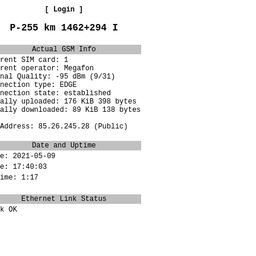 [ Login ]
P-255 km 1462+294 I
Actual GSM Info
rent SIM card: 1
rent operator: Megafon
nal Quality: -95 dBm (9/31)
nection type: EDGE
nection state: established
ally uploaded: 176 KiB 398 bytes
ally downloaded: 89 KiB 138 bytes
Address: 85.26.245.28 (Public)
Date and Uptime
e: 2021-05-09
e: 17:40:03
ime: 1:17
Ethernet Link Status
k OK